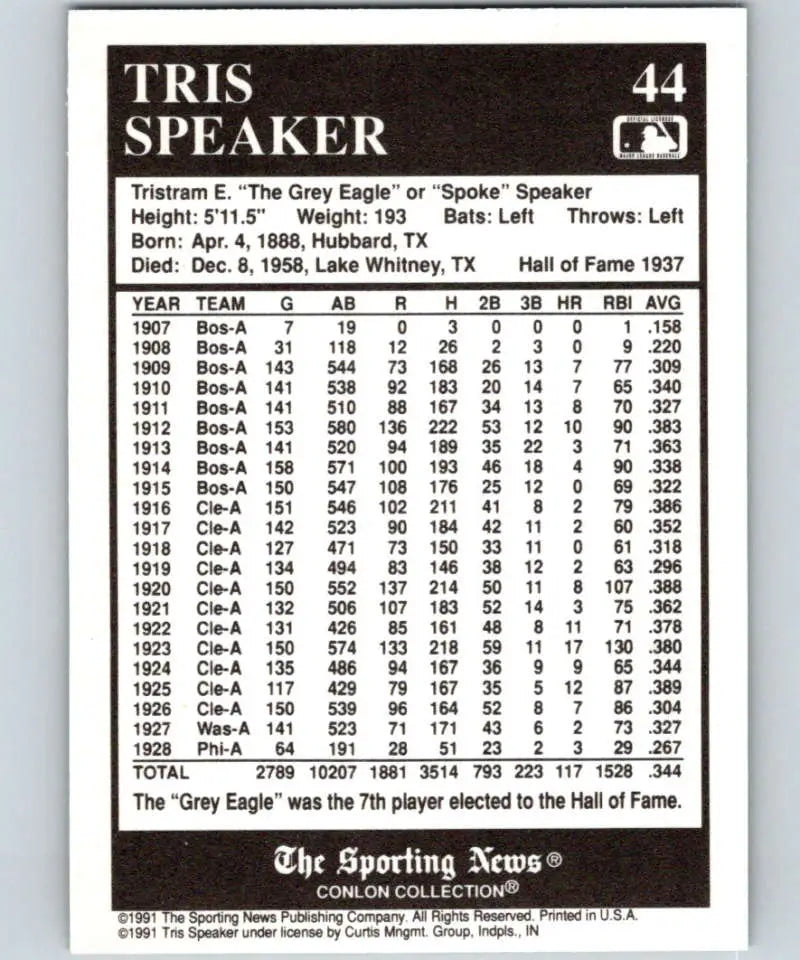 TRIS 44
SPEAKER
OFFICIAL LICENSEE
MAJOR LEAGUE BASEBALL
Tristram E. "The Grey Eagle" or "Spoke" Speaker
Height: 5'11.5" Weight: 193 Bats: Left Throws: Left
Born: Apr. 4, 1888, Hubbard, TX
Died: Dec. 8, 1958, Lake Whitney, TX Hall of Fame 1937
YEAR TEAM G AB R H 2B 3B HR RBI AVG
1907 Bos-A 7 19 0 3 0 0 0 1 .158
1908 Bos-A 31 118 12 26 2 3 0 9 .220
1909 Bos-A 143 544 73 168 26 13 7 77 .309
1910 Bos-A 141 538 92 183 20 14 7 65 .340
1911 Bos-A 141 510 88 167 34 13 8 70 .327
1912 Bos-A 153 580 136 222 53 12 10 90 .383
1913 Bos-A 141 520 94 189 35 22 3 71 .363
1914 Bos-A 158 571 100 193 46 18 4 90 .338
1915 Bos-A 150 547 108 176 25 12 0 69 .322
1916 Cle-A 151 546 102 211 41 8 2 79 .386
1917 Cle-A 142 523 90 184 42 11 2 60 .352
1918 Cle-A 127 471 73 150 33 11 0 61 .318
1919 Cle-A 134 494 83 146 38 12 2 63 .296
1920 Cle-A 150 552 137 214 50 11 8 107 .388
1921 Cle-A 132 506 107 183 52 14 3 75 .362
1922 Cle-A 131 426 85 161 48 8 11 71 .378
1923 Cle-A 150 574 133 218 59 11 17 130 .380
1924 Cle-A 135 486 94 167 36 9 9 65 .344
1925 Cle-A 117 429 79 167 35 5 12 87 .389
1926 Cle-A 150 539 96 164 52 8 7 86 .304
1927 Was-A 141 523 71 171 43 6 2 73 .327
1928 Phi-A 64 191 28 51 23 2 3 29 .267
TOTAL 2789 10207 1881 3514 793 223 117 1528 .344
The "Grey Eagle" was the 7th player elected to the Hall of Fame.
The Sporting News®
CONLON COLLECTION®
©1991 The Sporting News Publishing Company. All Rights Reserved. Printed in U.S.A.
©1991 Tris Speaker under license by Curtis Mngmt. Group, Indpls., IN